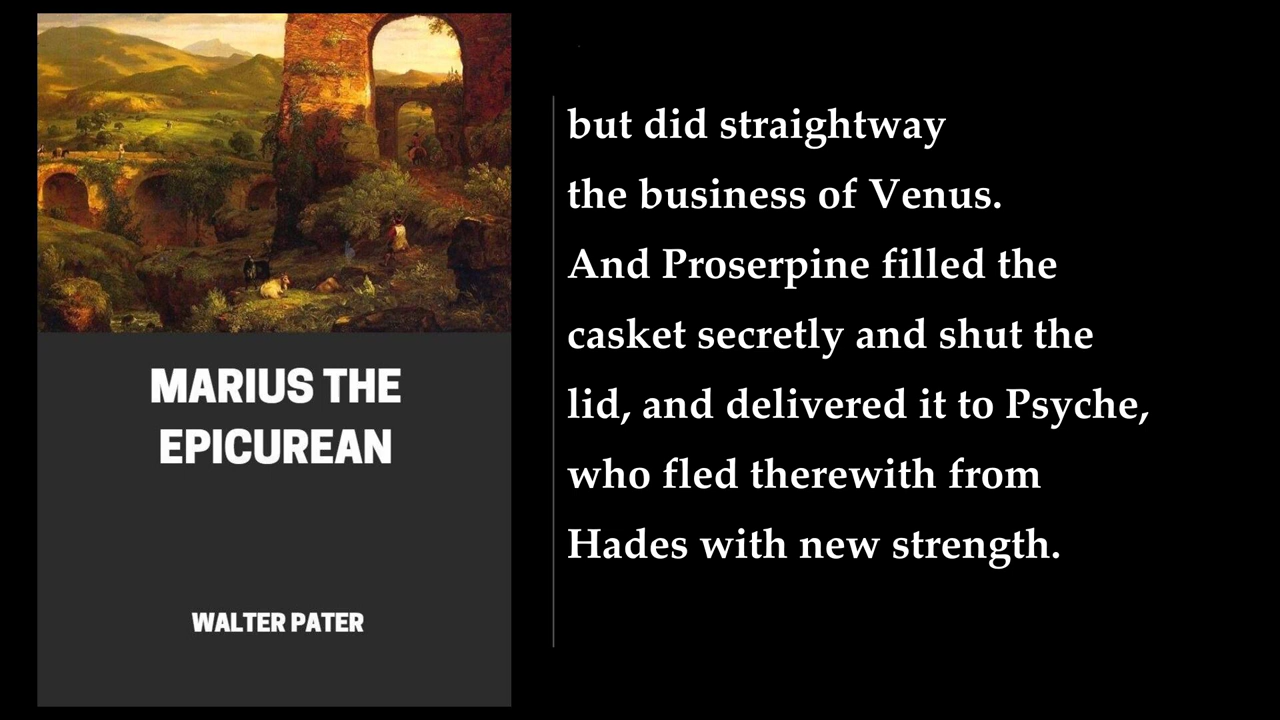 MARIUS THE
EPICUREAN
WALTER PATER
but did straightway
the business of Venus.
And Proserpine filled the
casket secretly and shut the
lid, and delivered it to Psyche,
who fled therewith from
Hades with new strength.